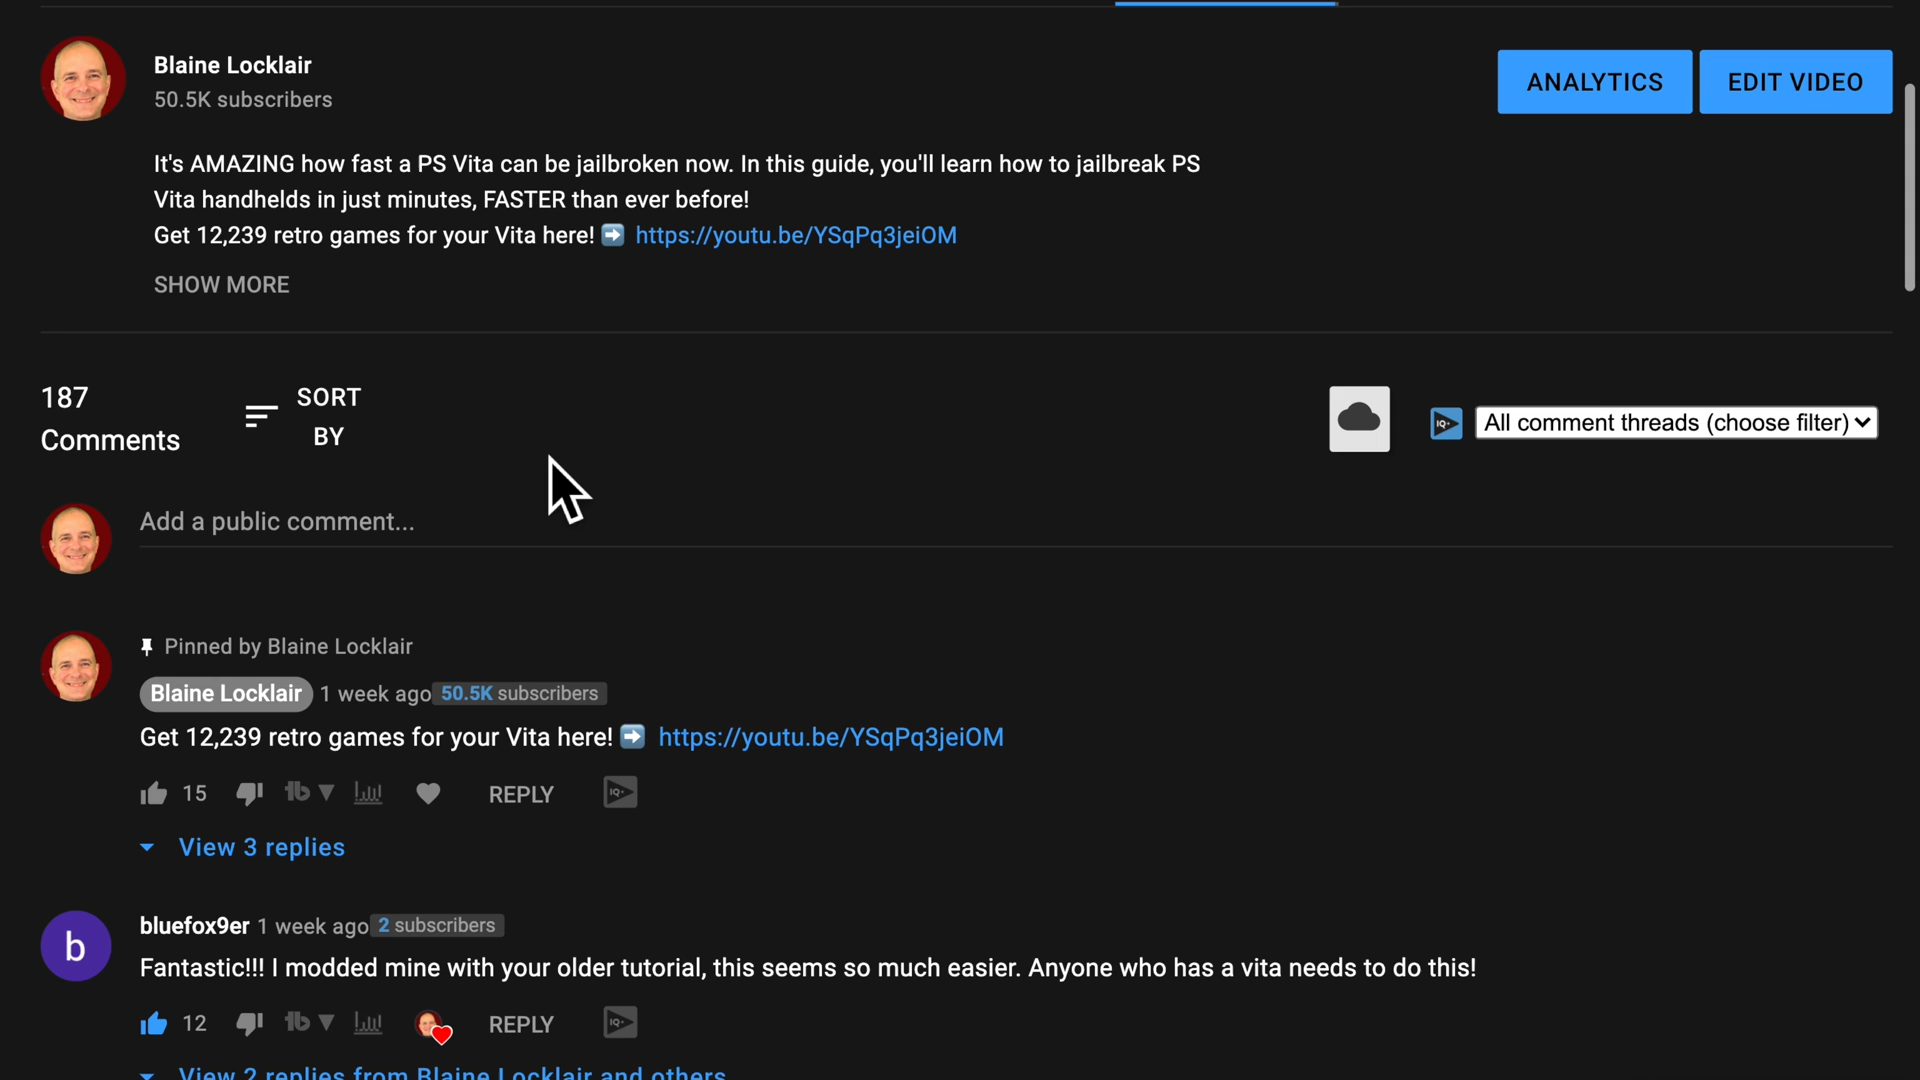 Blaine Locklair
50.5K subscribers
ANALYTICS
EDIT VIDEO
It's AMAZING how fast a PS Vita can be jailbroken now. In this guide, you'll learn how to jailbreak PS
Vita handhelds in just minutes, FASTER than ever before!
Get 12,239 retro games for your Vita here! ➡ https://youtu.be/YSqPq3jeiOM
SHOW MORE
187
Comments
SORT
BY
IQ+
All comment threads (choose filter)
Add a public comment...
Pinned by Blaine Locklair
Blaine Locklair 1 week ago 50.5K subscribers
Get 12,239 retro games for your Vita here! ➡ https://youtu.be/YSqPq3jeiOM
15 tb REPLY IQ+
View 3 replies
b
bluefox9er 1 week ago 2 subscribers
Fantastic!!! I modded mine with your older tutorial, this seems so much easier. Anyone who has a vita needs to do this!
12 tb REPLY IQ+
View 2 replies from Blaine Locklair and others